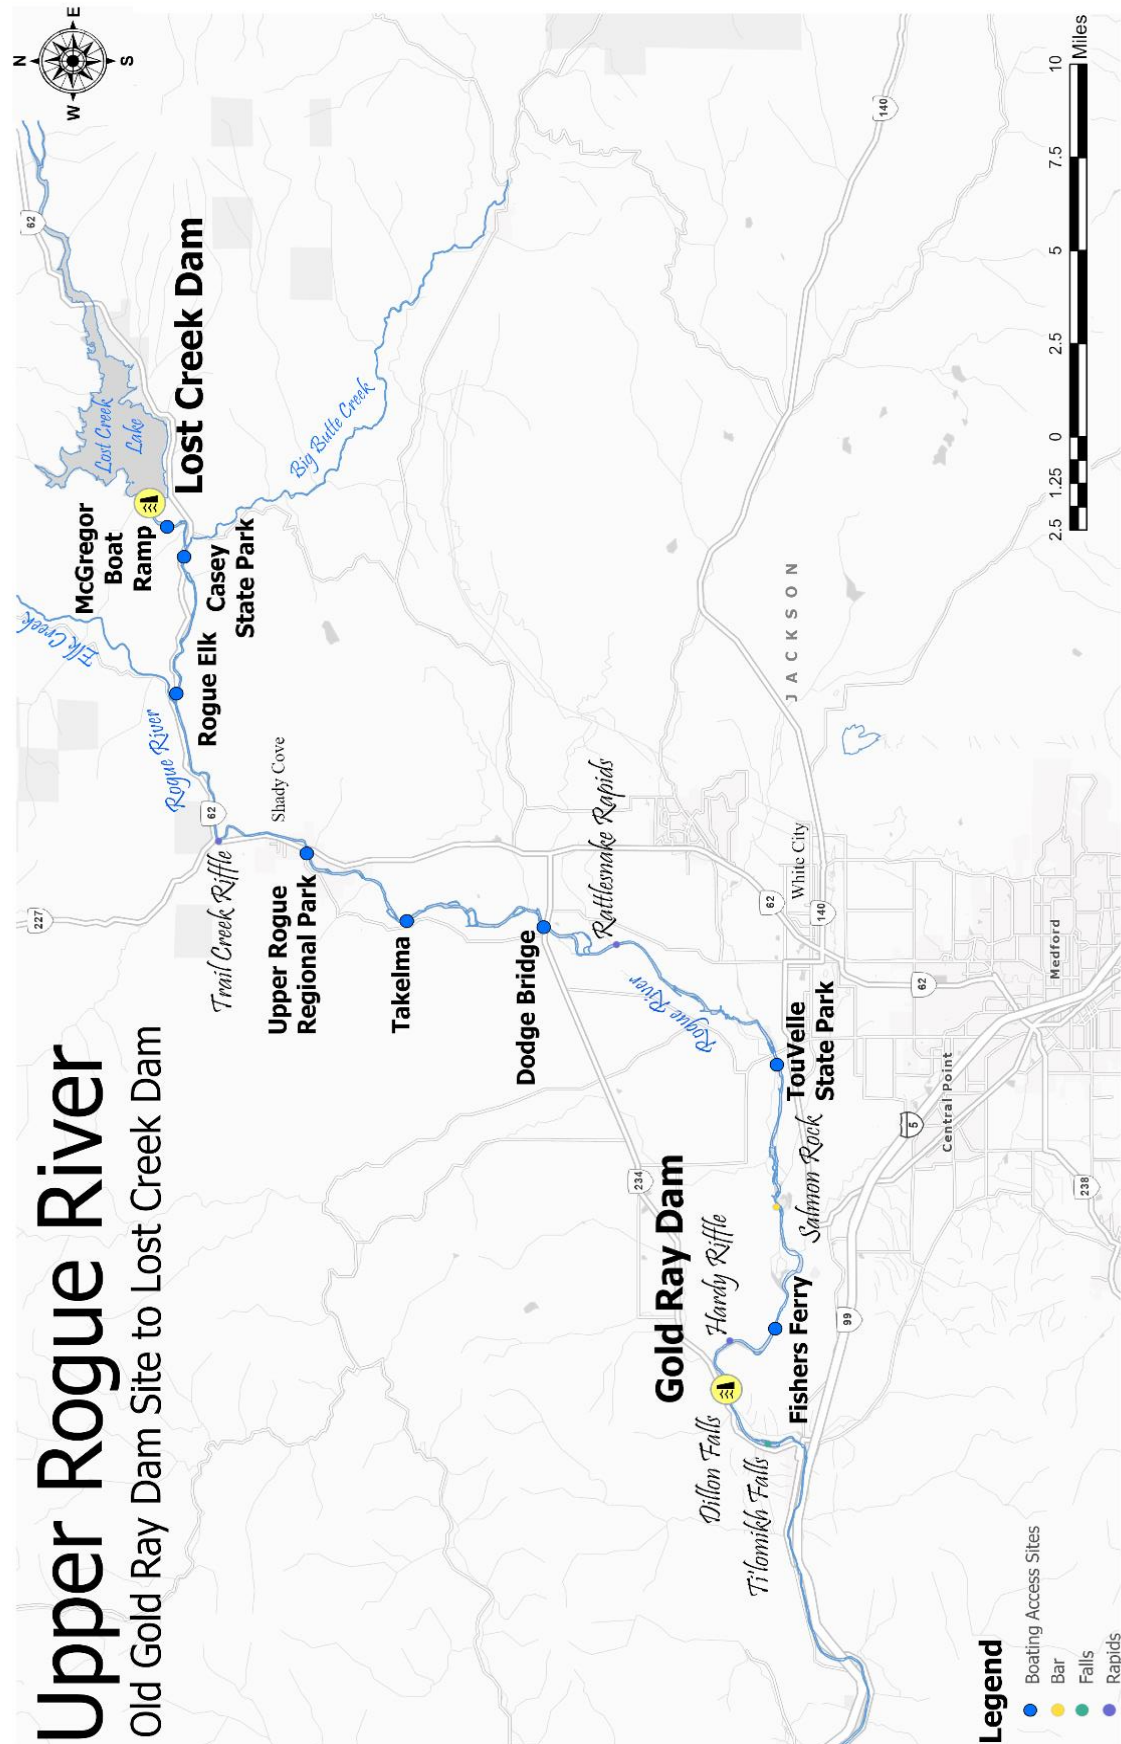 Upper Rogue River
Old Gold Ray Dam Site to Lost Creek Dam
N
E
S
W
62
Lost Creek
Lake
McGregor
Boat
Ramp
Lost Creek Dam
Casey
State Park
Elk Creek
Rogue Elk
Big Butte Creek
Rogue River
227
62
Trail Creek Riffle
Shady Cove
Upper Rogue
Regional Park
Takelma
Dodge Bridge
Rattlesnake Rapids
Rogue River
234
140
JACKSON
62
White City
140
TouVelle
State Park
62
Medford
Gold Ray Dam
Hardy Riffle
Salmon Rock
Fishers Ferry
Dillon Falls
Ti'lomikh Falls
5
Central Point
99
238
2.5
1.25
0
2.5
5
7.5
10
Miles
Legend
Boating Access Sites
Bar
Falls
Rapids